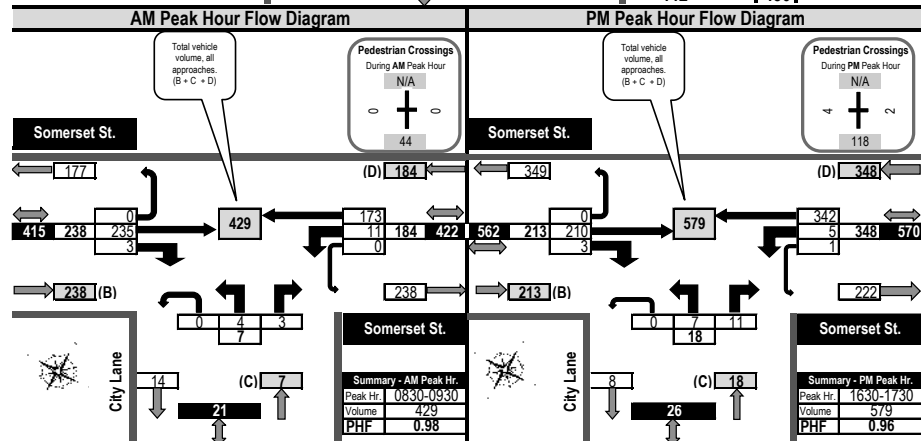 AM Peak Hour Flow Diagram
PM Peak Hour Flow Diagram
Total vehicle
volume, all
approaches.
(B + C + D)
Pedestrian Crossings
During AM Peak Hour
N/A
0 0
44
Somerset St.
177
(D) 184
0
235
3
415 238
429
173
11
0
184 422
238 (B)
238
0 4 3
7
Somerset St.
City Lane
14
(C) 7
21
Summary - AM Peak Hr.
Peak Hr. 0830-0930
Volume 429
PHF 0.98
Total vehicle
volume, all
approaches.
(B + C + D)
Pedestrian Crossings
During PM Peak Hour
N/A
4 2
118
Somerset St.
349
(D) 348
0
210
3
562 213
579
342
5
1
348 570
213 (B)
222
0 7 11
18
Somerset St.
City Lane
8
(C) 18
26
Summary - PM Peak Hr.
Peak Hr. 1630-1730
Volume 579
PHF 0.96